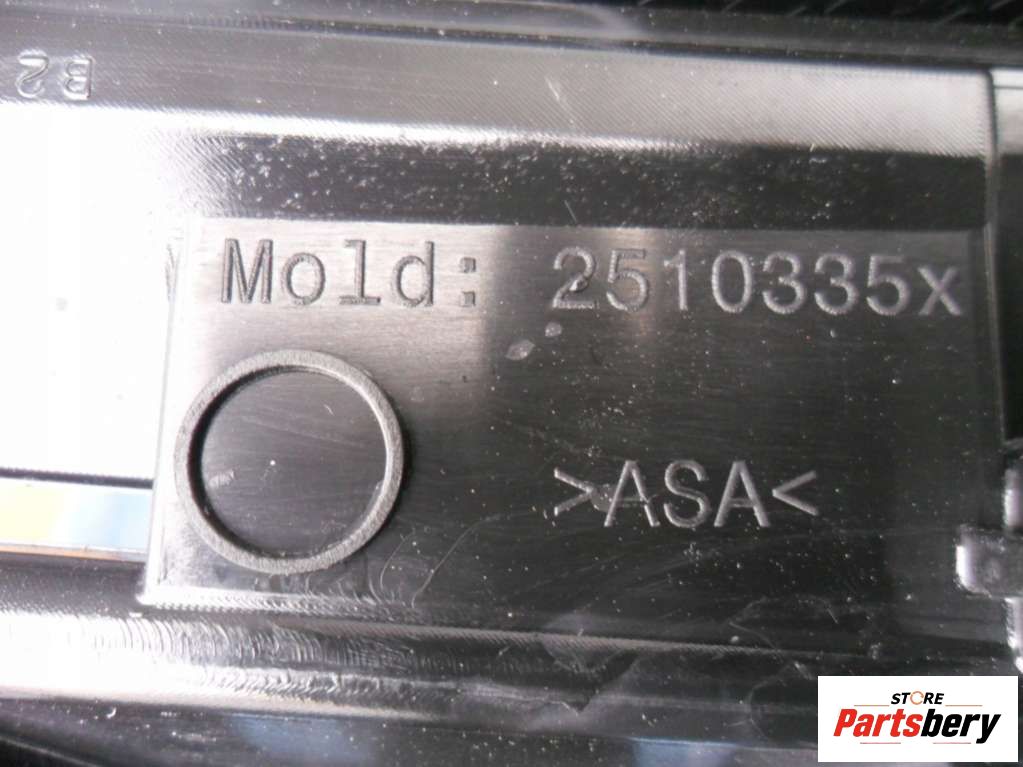 B2
Mold: 2510335x
>ASA<
STORE
Partsbery